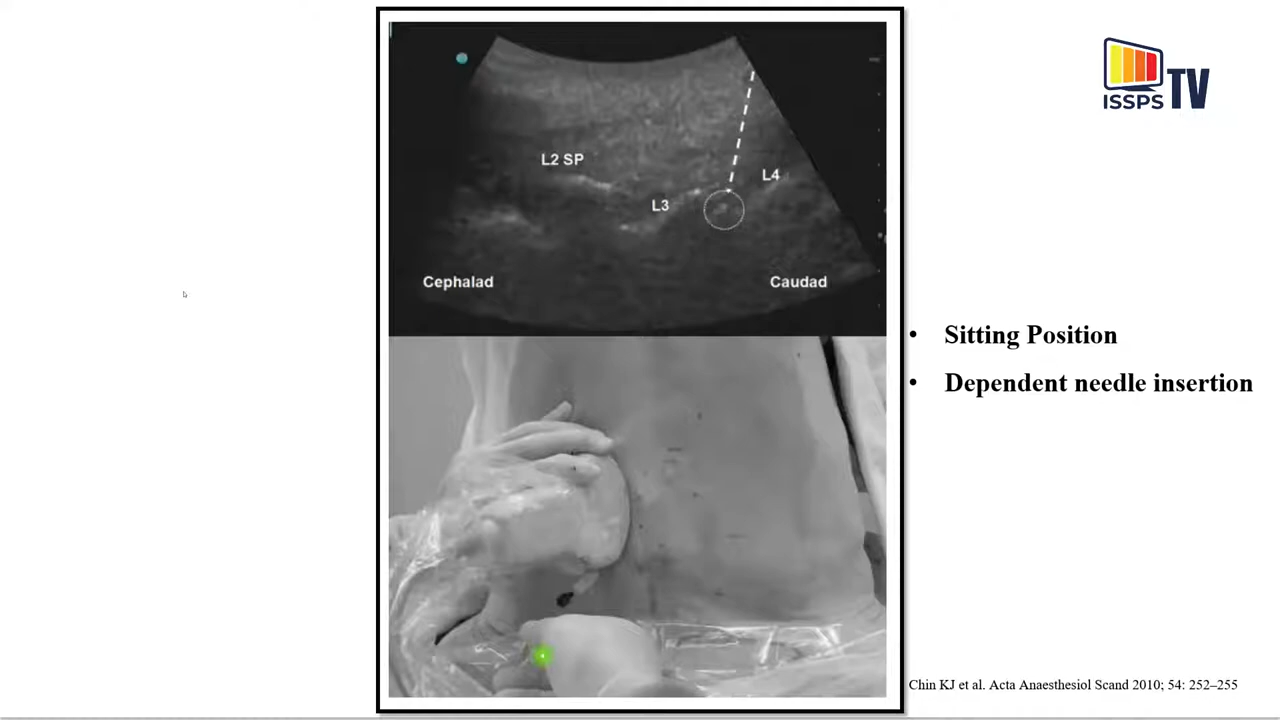 ISSPS TV
L2 SP
L4
L3
Cephalad
Caudad
• Sitting Position
• Dependent needle insertion
Chin KJ et al. Acta Anaesthesiol Scand 2010; 54: 252–255